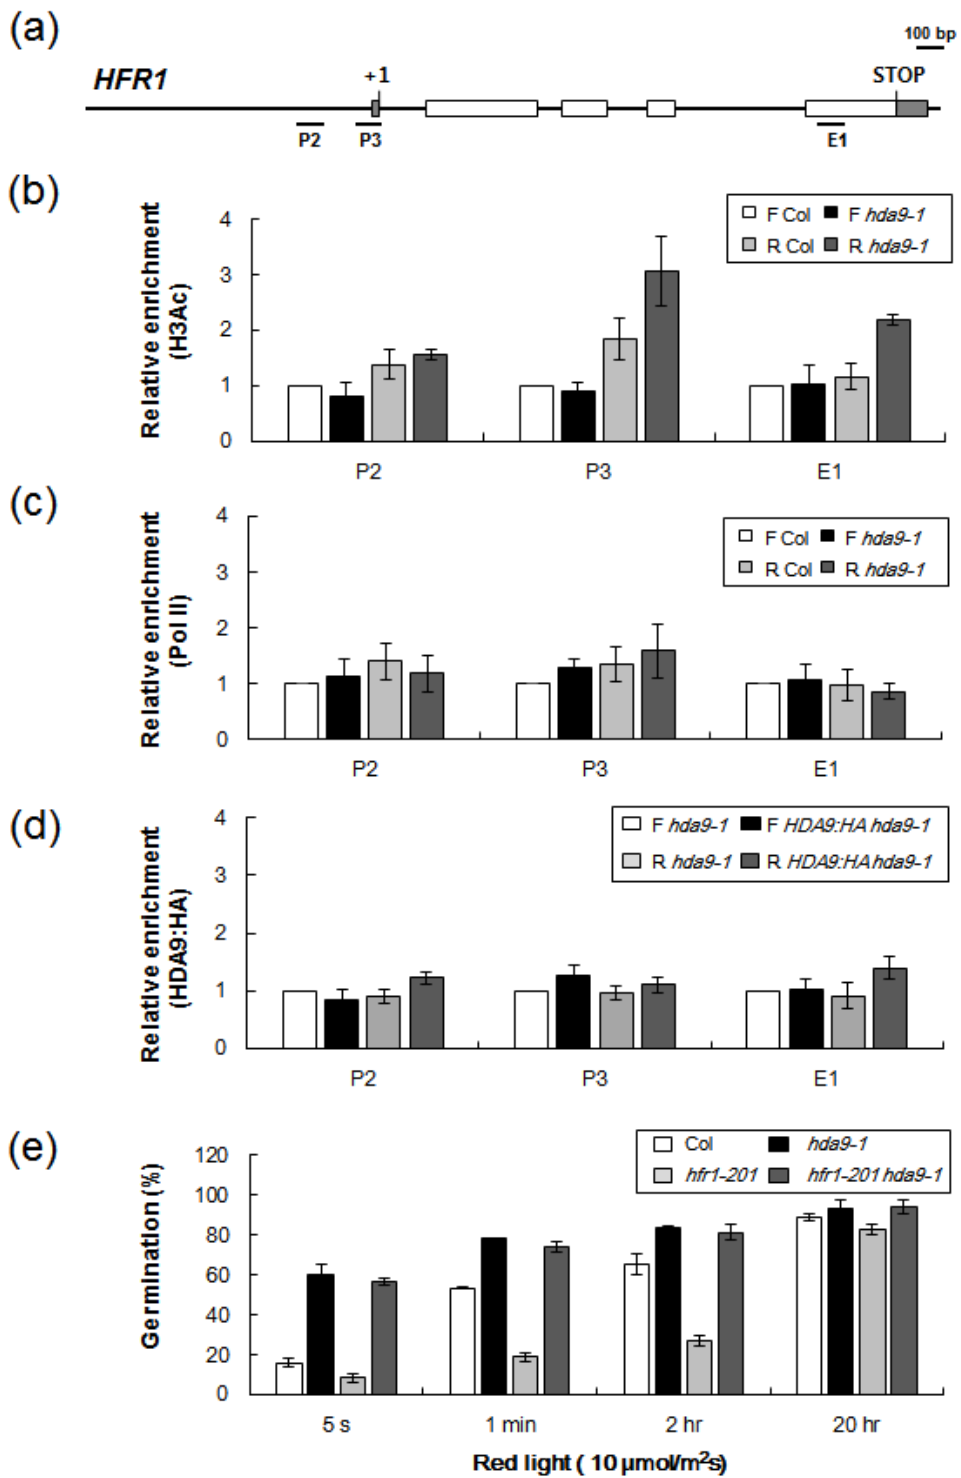 (a)
100 bp
HFR1
+1
STOP
P2
P3
E1
(b)
Relative enrichment
(H3Ac)
4
3
2
1
0
F Col
F hda9-1
R Col
R hda9-1
P2
P3
E1
(c)
Relative enrichment
(Pol II)
4
3
2
1
0
F Col
F hda9-1
R Col
R hda9-1
P2
P3
E1
(d)
Relative enrichment
(HDA9:HA)
4
3
2
1
0
F hda9-1
F HDA9:HA hda9-1
R hda9-1
R HDA9:HA hda9-1
P2
P3
E1
(e)
Germination (%)
120
100
80
60
40
20
0
Col
hda9-1
hfr1-201
hfr1-201 hda9-1
5 s
1 min
2 hr
20 hr
Red light ( 10 μmol/m²s)